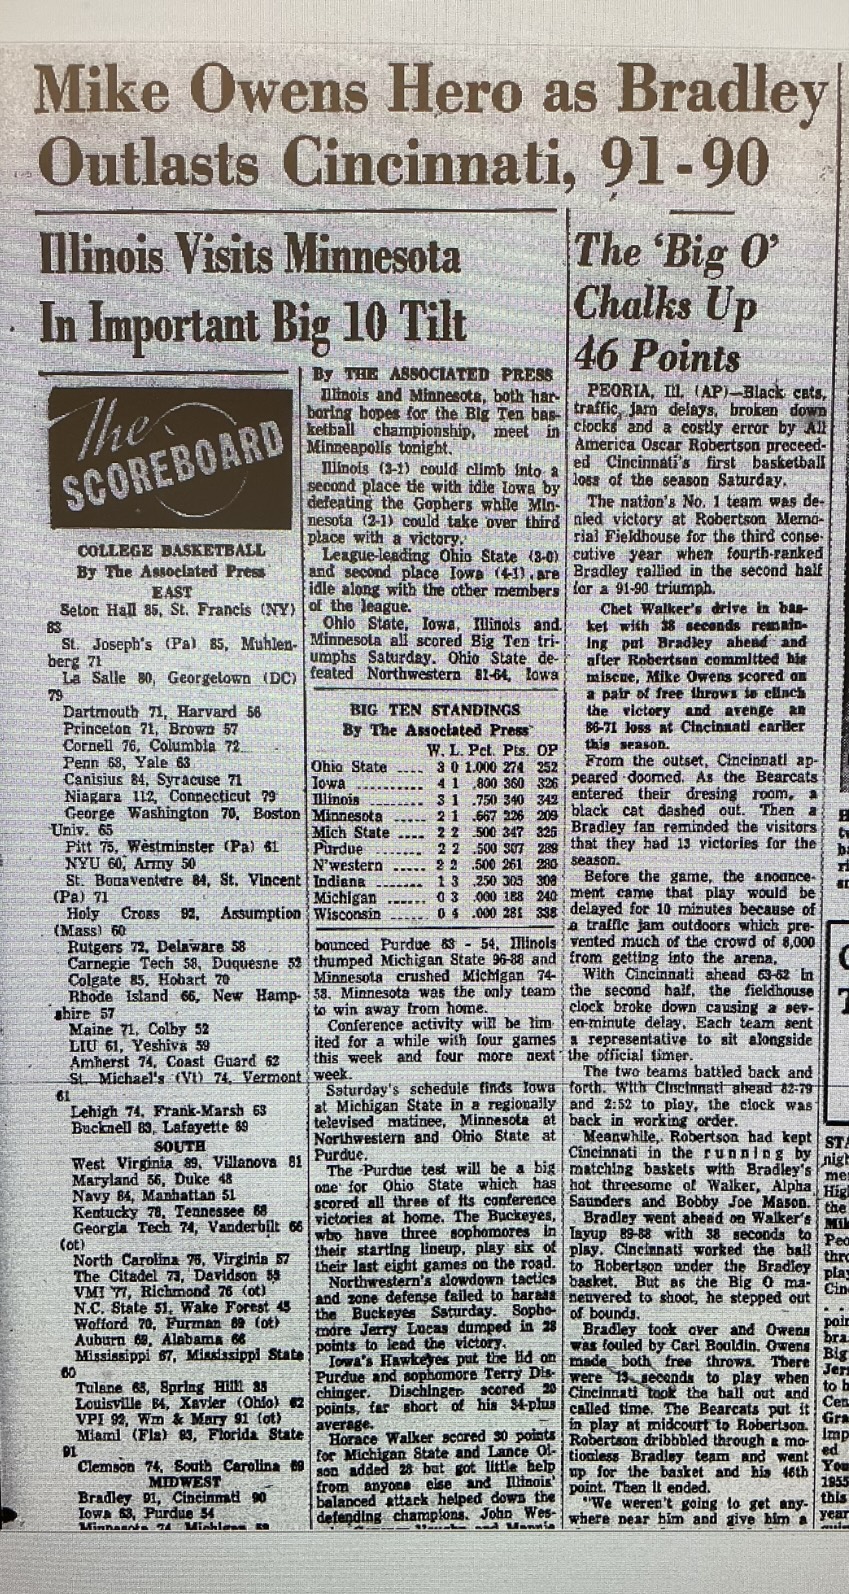 Mike Owens Hero as Bradley
Outlasts Cincinnati, 91-90
Illinois Visits Minnesota
In Important Big 10 Tilt
The
SCOREBOARD
COLLEGE BASKETBALL
By The Associated Press
EAST
Seton Hall 85, St. Francis (NY)
83
St. Joseph's (Pa) 85, Muhlen-
berg 71
La Salle 80, Georgetown (DC)
79
Dartmouth 71, Harvard 56
Princeton 71, Brown 57
Cornell 76, Columbia 72
Penn 68, Yale 63
Canisius 84, Syracuse 71
Niagara 112, Connecticut 79
George Washington 70, Boston
Univ. 65
Pitt 75, Westminster (Pa) 61
NYU 60, Army 50
St. Bonaventure 84, St. Vincent
(Pa) 71
Holy Cross 92, Assumption
(Mass) 60
Rutgers 72, Delaware 58
Carnegie Tech 58, Duquesne 52
Colgate 85, Hobart 70
Rhode Island 66, New Hamp-
shire 57
Maine 71, Colby 52
LIU 61, Yeshiva 59
Amherst 74, Coast Guard 62
St. Michael's (Vt) 74, Vermont
61
Lehigh 74, Frank-Marsh 63
Bucknell 83, Lafayette 69
SOUTH
West Virginia 89, Villanova 81
Maryland 56, Duke 48
Navy 84, Manhattan 51
Kentucky 78, Tennessee 68
Georgia Tech 74, Vanderbilt 66
(ot)
North Carolina 76, Virginia 57
The Citadel 73, Davidson 59
VMI 77, Richmond 76 (ot)
N.C. State 51, Wake Forest 45
Wofford 70, Furman 69 (ot)
Auburn 69, Alabama 66
Mississippi 67, Mississippi State
60
Tulane 68, Spring Hill
Louisville 84, Xavier (Ohio) 62
VPI 92, Wm & Mary 91 (ot)
Miami (Fla) 93, Florida State
91
Clemson 74, South Carolina 69
MIDWEST
Bradley 91, Cincinnati 90
Iowa 63, Purdue 54
Minnesota 74, Michigan 58
By THE ASSOCIATED PRESS
Illinois and Minnesota, both har-
boring hopes for the Big Ten bas-
ketball championship, meet in
Minneapolis tonight.
Illinois (3-1) could climb into a
second place tie with idle Iowa by
defeating the Gophers while Min-
nesota (2-1) could take over third
place with a victory.
League-leading Ohio State (3-0)
and second place Iowa (4-1) are
idle along with the other members
of the league.
Ohio State, Iowa, Illinois and
Minnesota all scored Big Ten tri-
umphs Saturday. Ohio State de-
feated Northwestern 81-64, Iowa
BIG TEN STANDINGS
By The Associated Press
W. L. Pct. Pts. OP
Ohio State .... 3 0 1.000 274 252
Iowa .......... 4 1 .800 360 326
Illinois ...... 3 1 .750 340 342
Minnesota ..... 2 1 .667 226 209
Mich State .... 2 2 .500 347 325
Purdue ........ 2 2 .500 307 289
N'western ..... 2 2 .500 261 280
Indiana ....... 1 3 .250 305 308
Michigan ...... 0 3 .000 188 240
Wisconsin ..... 0 4 .000 281 338
bounced Purdue 63 - 54, Illinois
thumped Michigan State 96-88 and
Minnesota crushed Michigan 74-
58. Minnesota was the only team
to win away from home.
Conference activity will be lim
ited for a while with four games
this week and four more next
week.
Saturday's schedule finds Iowa
at Michigan State in a regionally
televised matinee, Minnesota at
Northwestern and Ohio State at
Purdue.
The Purdue test will be a big
one for Ohio State which has
scored all three of its conference
victories at home. The Buckeyes,
who have three sophomores in
their starting lineup, play six of
their last eight games on the road.
Northwestern's slowdown tactics
and zone defense failed to harass
the Buckeyes Saturday. Sopho-
more Jerry Lucas dumped in 28
points to lead the victory.
Iowa's Hawkeyes put the lid on
Purdue and sophomore Terry Dis-
chinger. Dischinger scored 20
points, far short of his 34-plus
average.
Horace Walker scored 30 points
for Michigan State and Lance Ol-
son added 28 but got little help
from anyone else and Illinois'
balanced attack helped down the
defending champions. John Wes-
The 'Big O'
Chalks Up
46 Points
PEORIA, Ill. (AP)—Black cats,
traffic jam delays, broken down
clocks and a costly error by All
America Oscar Robertson preceed-
ed Cincinnati's first basketball
loss of the season Saturday.
The nation's No. 1 team was de-
nied victory at Robertson Memo-
rial Fieldhouse for the third conse-
cutive year when fourth-ranked
Bradley rallied in the second half
for a 91-90 triumph.
Chet Walker's drive in bas-
ket with 38 seconds remain-
ing put Bradley ahead and
after Robertson committed his
miscue, Mike Owens scored on
a pair of free throws to clinch
the victory and avenge an
86-71 loss at Cincinnati earlier
this season.
From the outset, Cincinnati ap-
peared doomed. As the Bearcats
entered their dresing room, a
black cat dashed out. Then a
Bradley fan reminded the visitors
that they had 13 victories for the
season.
Before the game, the anounce-
ment came that play would be
delayed for 10 minutes because of
a traffic jam outdoors which pre-
vented much of the crowd of 8,000
from getting into the arena.
With Cincinnati ahead 63-62 in
the second half, the fieldhouse
clock broke down causing a sev-
en-minute delay. Each team sent
a representative to sit alongside
the official timer.
The two teams battled back and
forth. With Cincinnati ahead 82-79
and 2:52 to play, the clock was
back in working order.
Meanwhile, Robertson had kept
Cincinnati in the running by
matching baskets with Bradley's
hot threesome of Walker, Alpha
Saunders and Bobby Joe Mason.
Bradley went ahead on Walker's
layup 89-88 with 38 seconds to
play. Cincinnati worked the ball
to Robertson under the Bradley
basket. But as the Big O ma-
neuvered to shoot, he stepped out
of bounds.
Bradley took over and Owens
was fouled by Carl Bouldin. Owens
made both free throws. There
were 13 seconds to play when
Cincinnati took the ball out and
called time. The Bearcats put it
in play at midcourt to Robertson.
Robertson dribbbled through a mo-
tionless Bradley team and went
up for the basket and his 46th
point. Then it ended.
"We weren't going to get any-
where near him and give him a